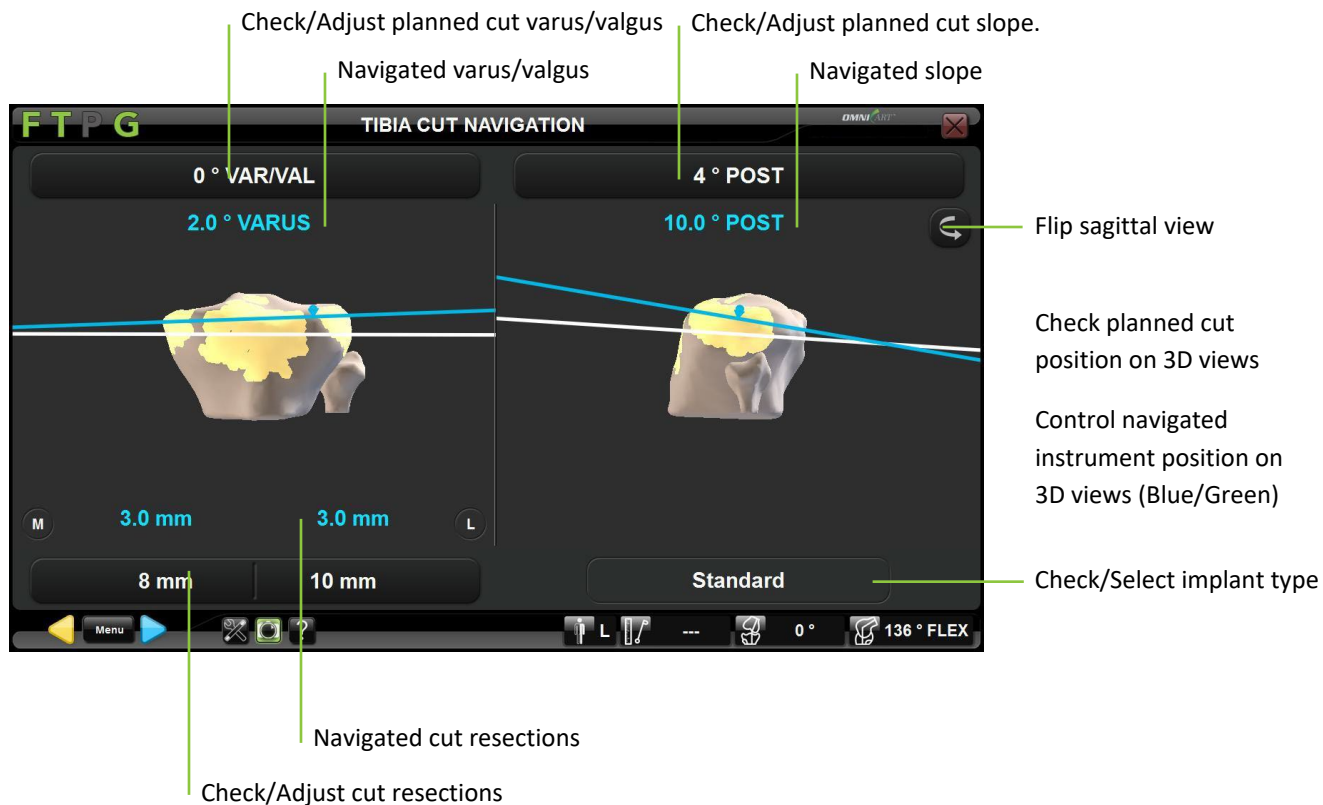 Check/Adjust planned cut varus/valgus
Check/Adjust planned cut slope.
Navigated varus/valgus
Navigated slope
F T P G
TIBIA CUT NAVIGATION
OMNI ART™
0 ° VAR/VAL
4 ° POST
2.0 ° VARUS
10.0 ° POST
Flip sagittal view
Check planned cut
position on 3D views
Control navigated
instrument position on
3D views (Blue/Green)
M
3.0 mm
3.0 mm
L
8 mm
10 mm
Standard
Check/Select implant type
Menu
?
L
---
0 °
136 ° FLEX
Navigated cut resections
Check/Adjust cut resections